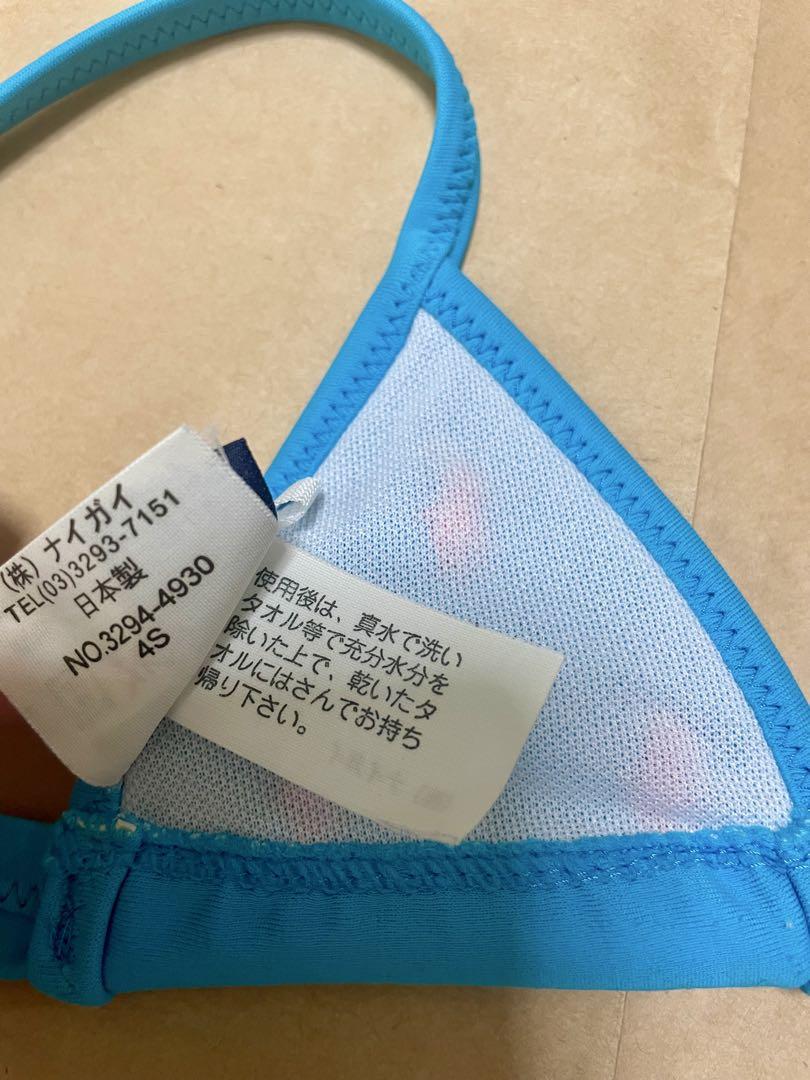 (株) ナイガイ
TEL(03)3293-7151
日本製
NO.3294-4930
4S
使用後は、真水で洗い
タオル等で充分水分を
除いた上で、乾いたタ
オルにはさんでお持ち
帰り下さい。